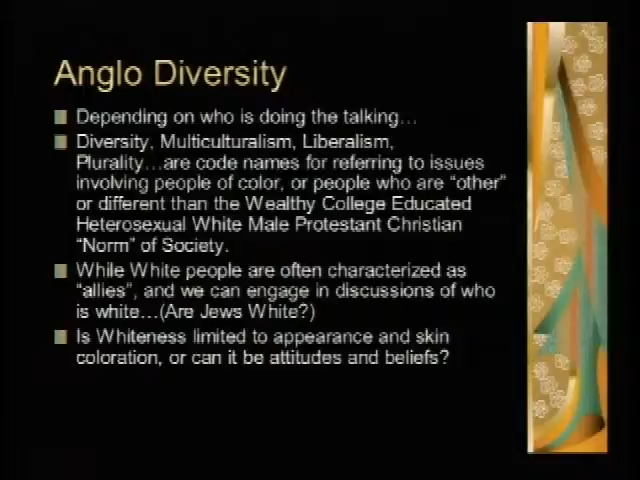 Anglo Diversity
Depending on who is doing the talking…
Diversity, Multiculturalism, Liberalism,
Plurality…are code names for referring to issues
involving people of color, or people who are “other”
or different than the Wealthy College Educated
Heterosexual White Male Protestant Christian
“Norm” of Society.
While White people are often characterized as
“allies”, and we can engage in discussions of who
is white…(Are Jews White?)
Is Whiteness limited to appearance and skin
coloration, or can it be attitudes and beliefs?